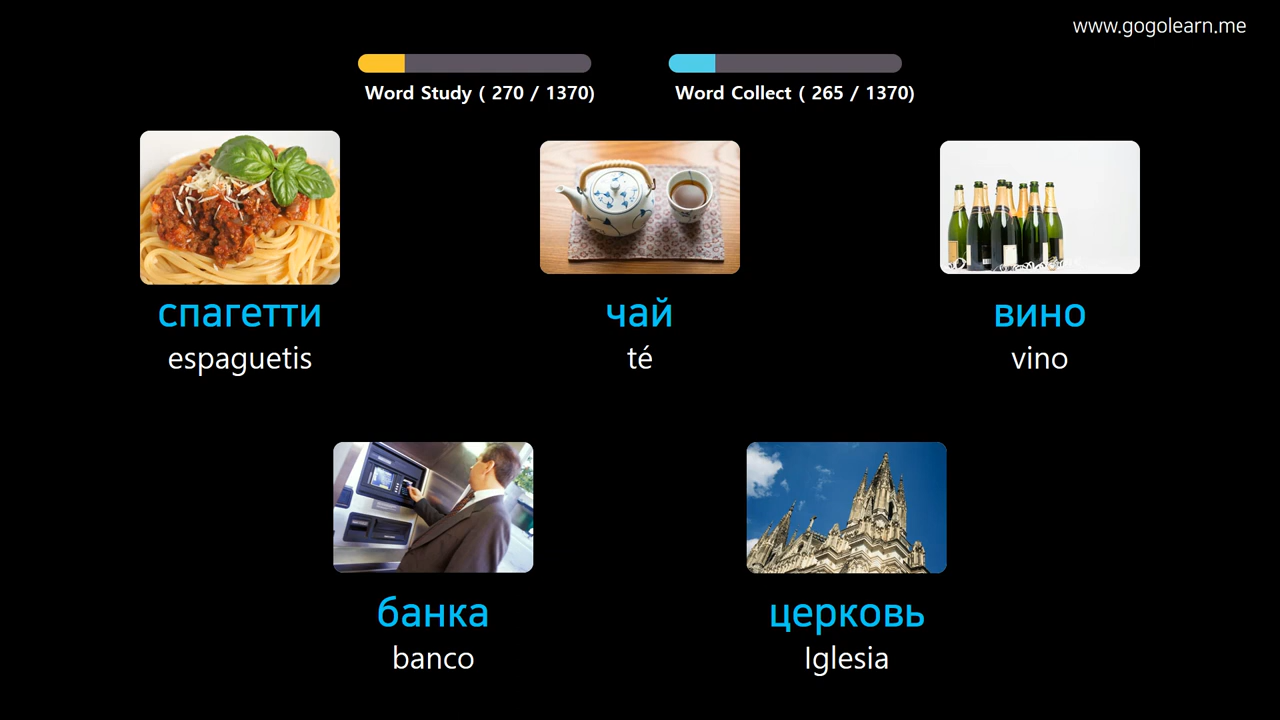 www.gogolearn.me
Word Study ( 270 / 1370)
Word Collect ( 265 / 1370)
спагетти
espaguetis
чай
té
вино
vino
банка
banco
церковь
Iglesia